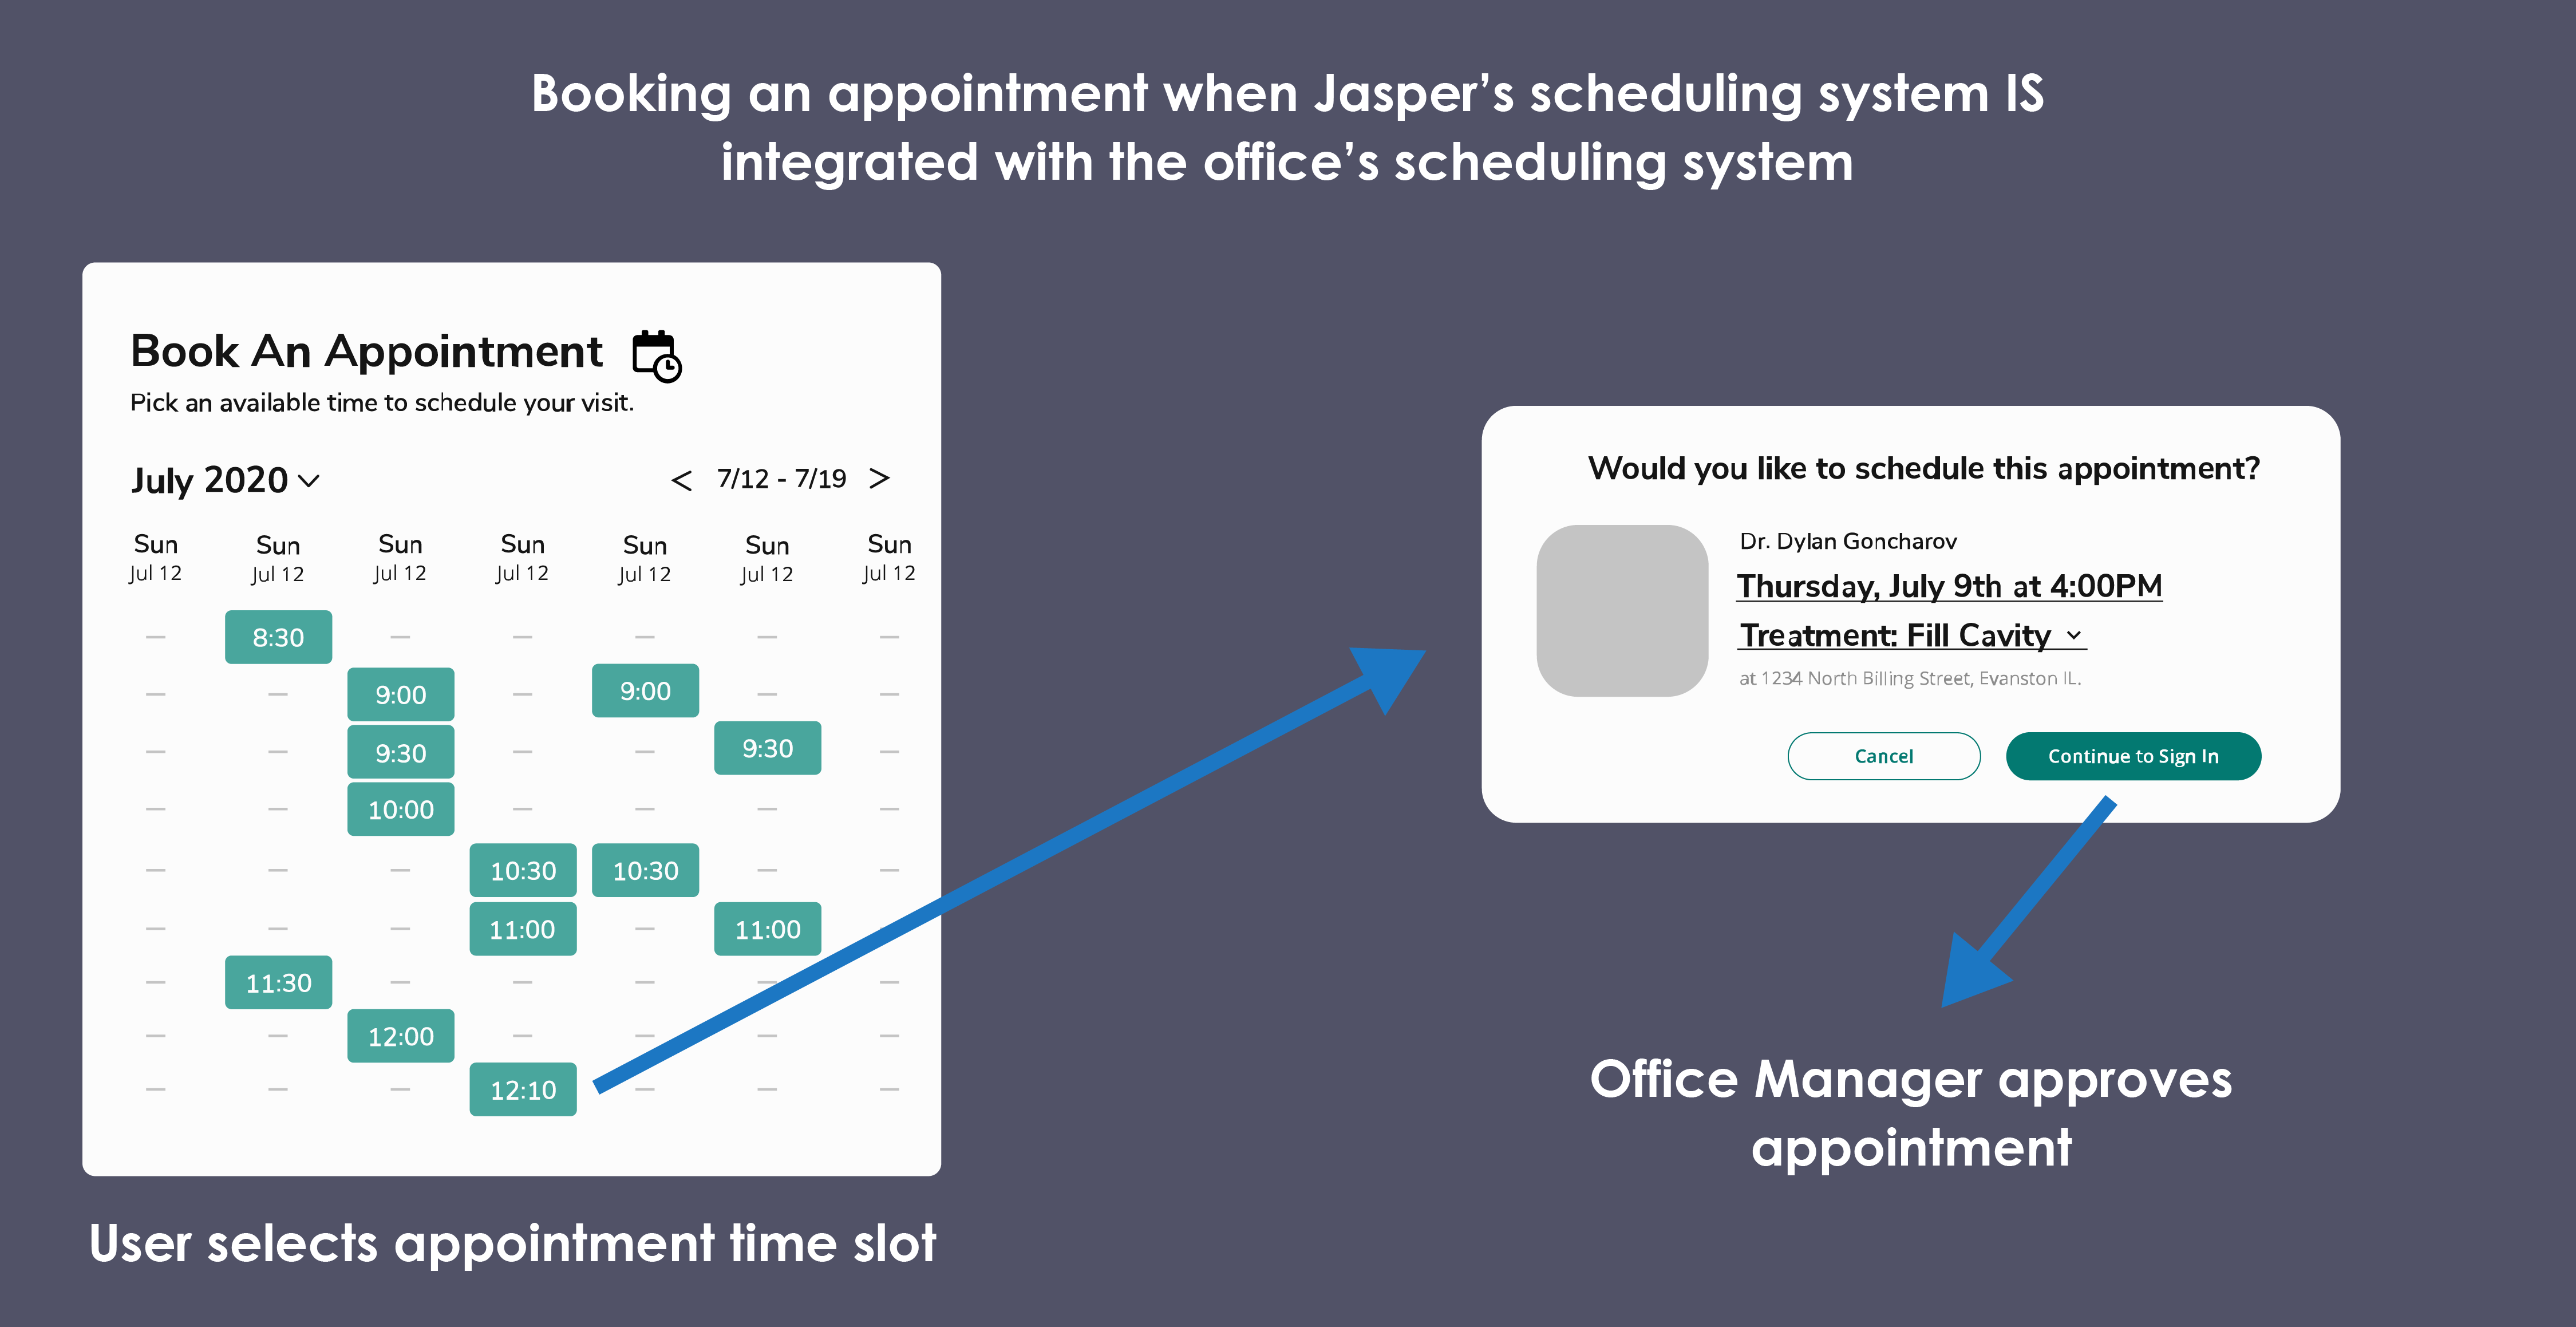 Booking an appointment when Jasper’s scheduling system IS
integrated with the office’s scheduling system
Book An Appointment
Pick an available time to schedule your visit.
July 2020
< 7/12 - 7/19 >
Sun Sun Sun Sun Sun Sun Sun
Jul 12 Jul 12 Jul 12 Jul 12 Jul 12 Jul 12 Jul 12
8:30
9:00 9:00
9:30 9:30
10:00
10:30 10:30
11:00 11:00
11:30
12:00
12:10
User selects appointment time slot
Would you like to schedule this appointment?
Dr. Dylan Goncharov
Thursday, July 9th at 4:00PM
Treatment: Fill Cavity
at 1234 North Billing Street, Evanston IL.
Cancel Continue to Sign In
Office Manager approves
appointment